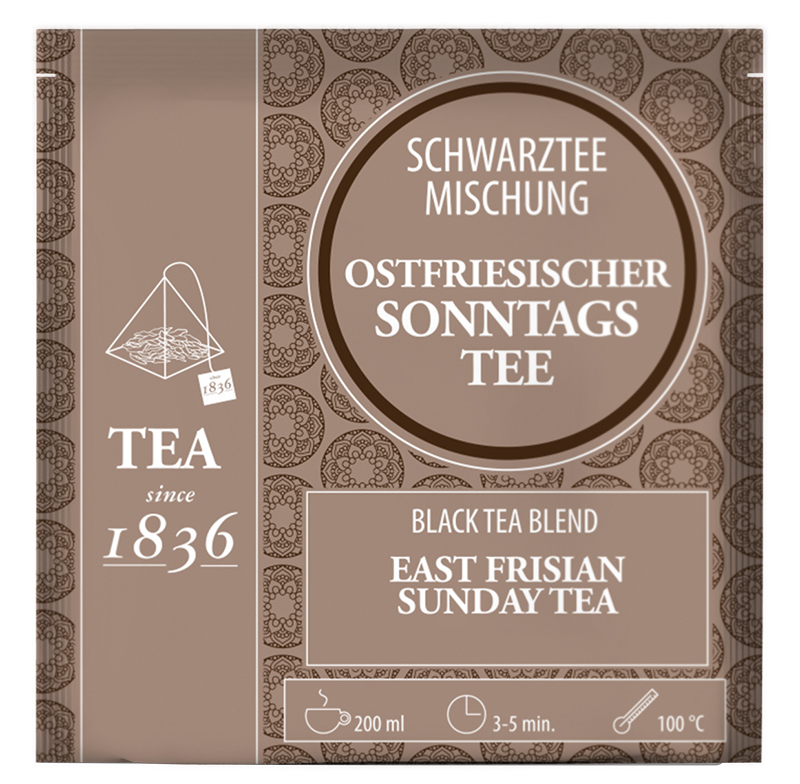 SCHWARZTEE
MISCHUNG
OSTFRIESISCHER
SONNTAGS
TEE
since
1836
TEA
since
1836
BLACK TEA BLEND
EAST FRISIAN
SUNDAY TEA
200 ml
3-5 min.
100 °C